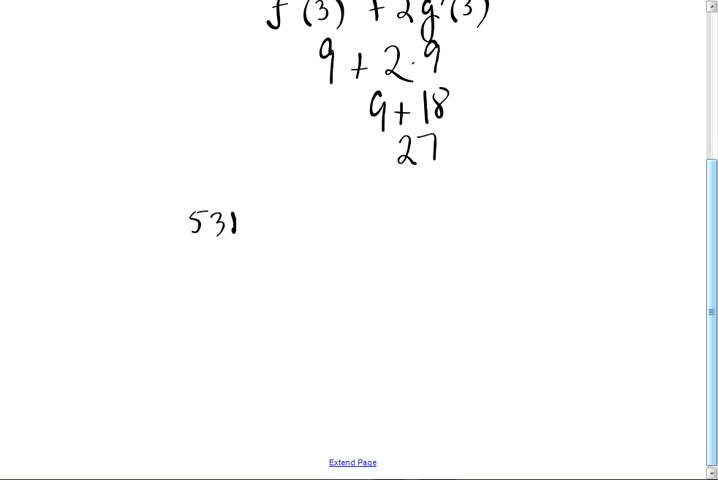 f'(3) + 2g'(3)
9 + 2·9
9 + 18
27
531
Extend Page